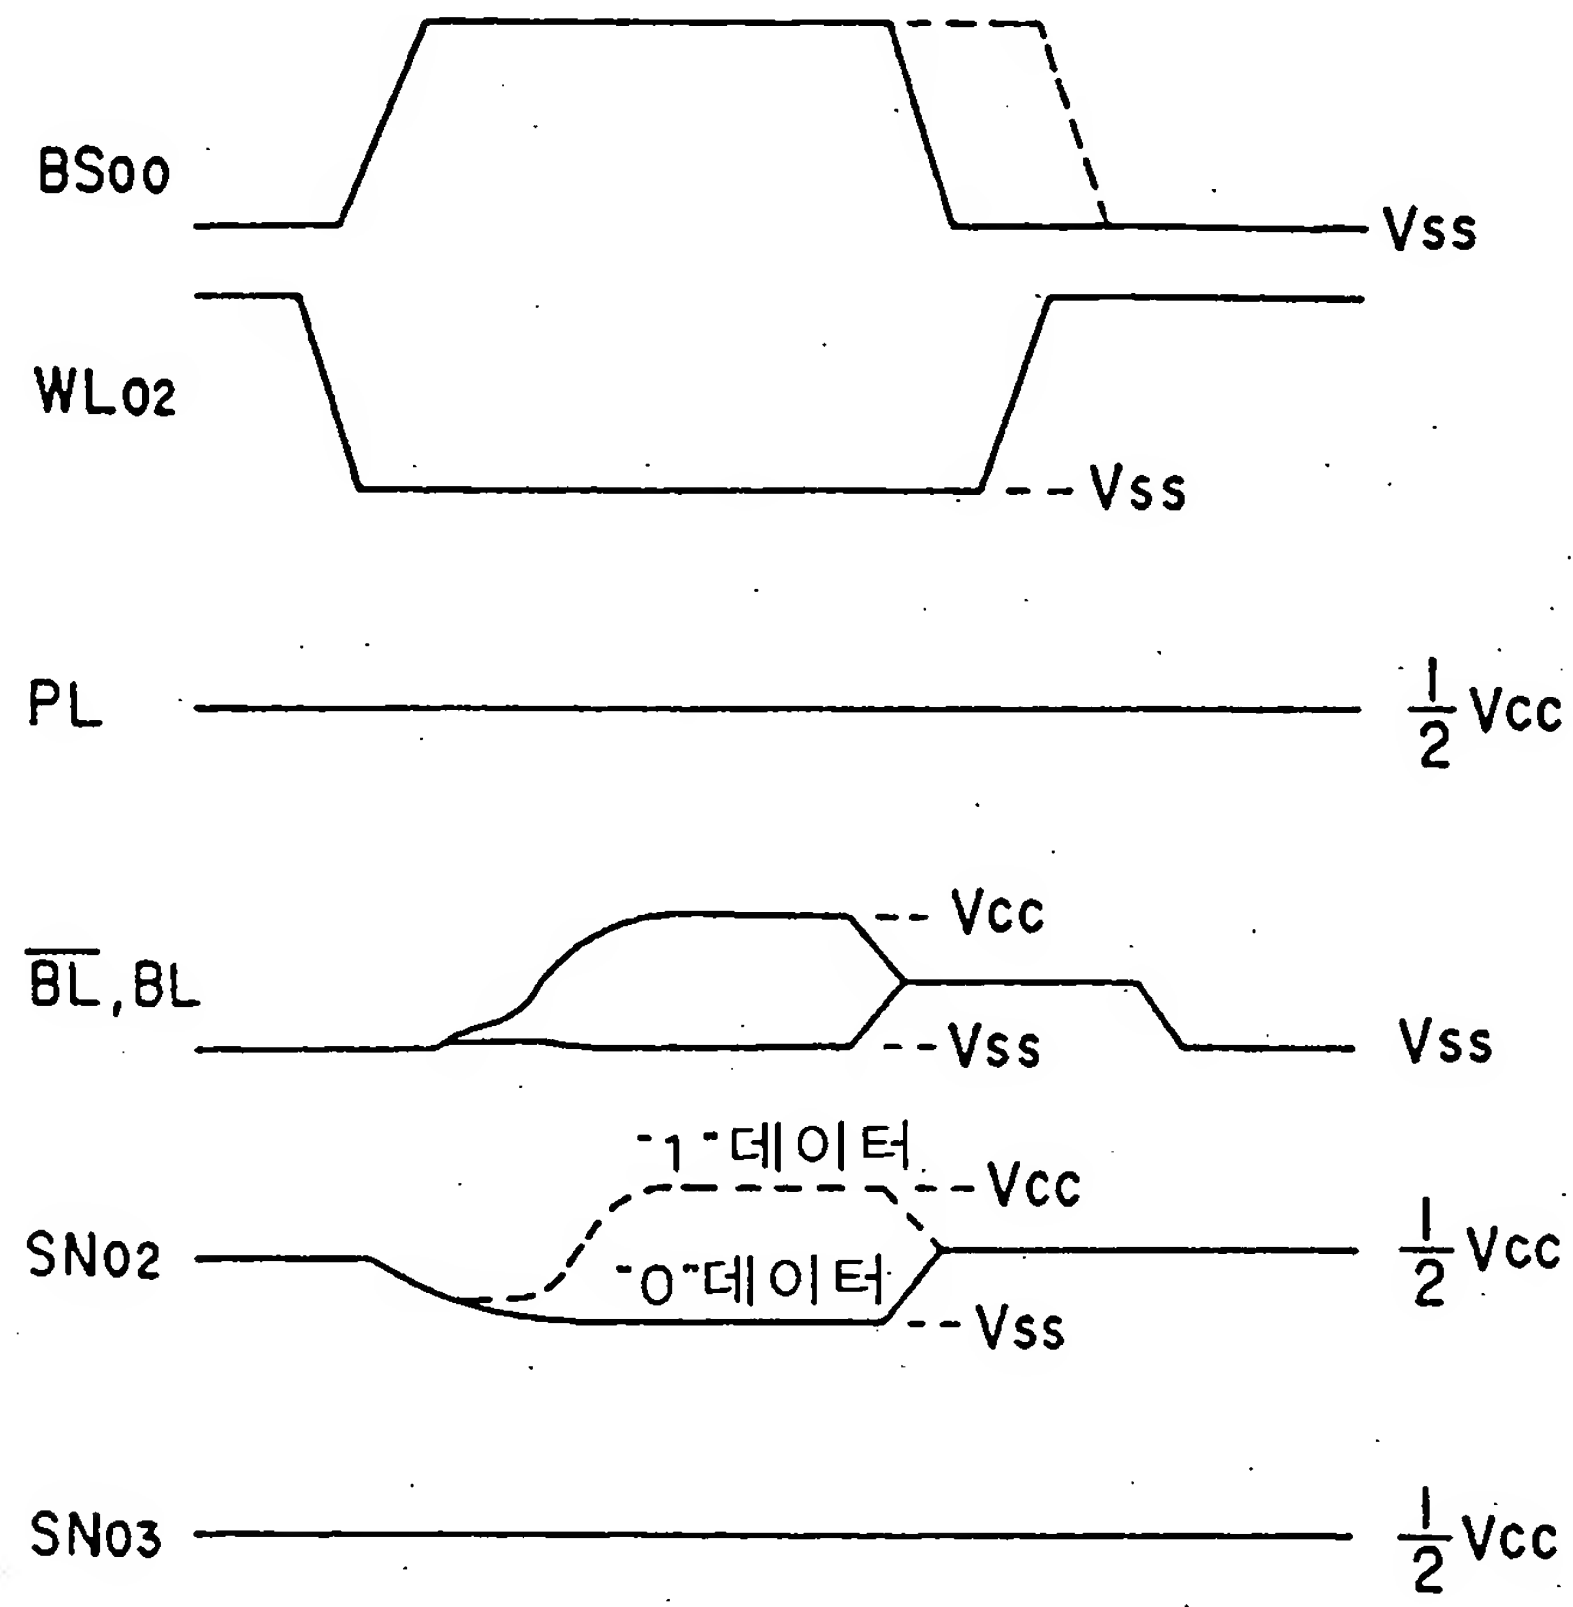 BS00
Vss
WL02
Vss
PL
1/2 Vcc
Vcc
B̅L̅,BL
Vss
Vss
"1"데이터
Vcc
SN02
1/2 Vcc
"0"데이터
Vss
SN03
1/2 Vcc